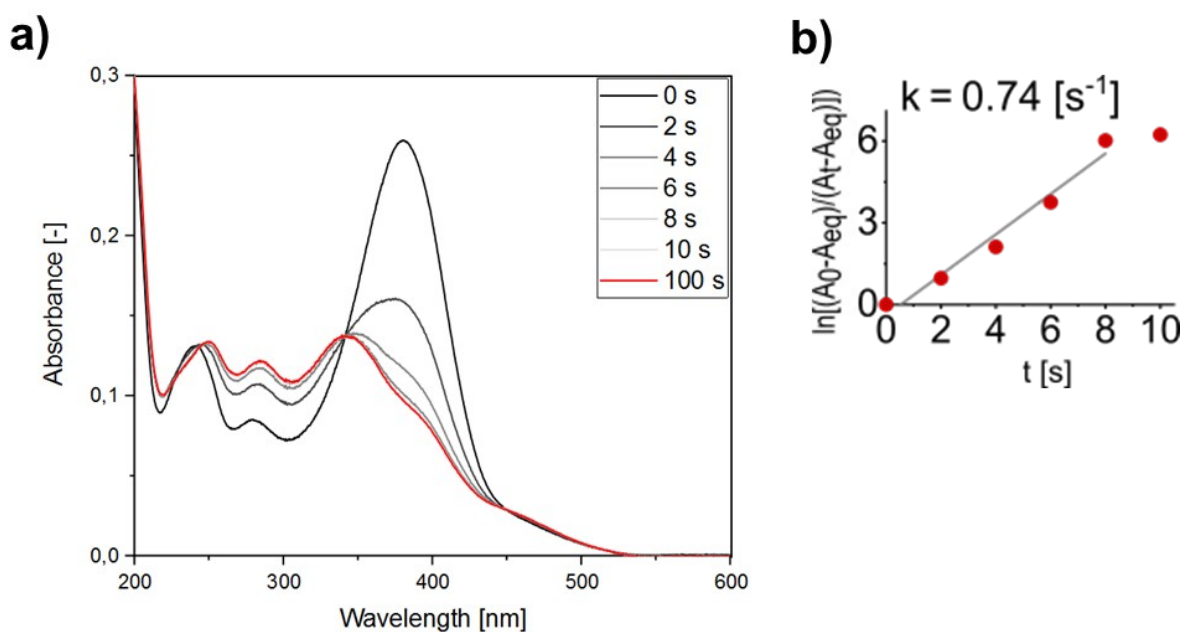 a)
0,3
0,2
0,1
0,0
Absorbance [-]
200
300
400
500
600
Wavelength [nm]
0 s
2 s
4 s
6 s
8 s
10 s
100 s
b)
k = 0.74 [s-1]
ln[(A0-Aeq)/(At-Aeq)])
6
3
0
0 2 4 6 8 10
t [s]